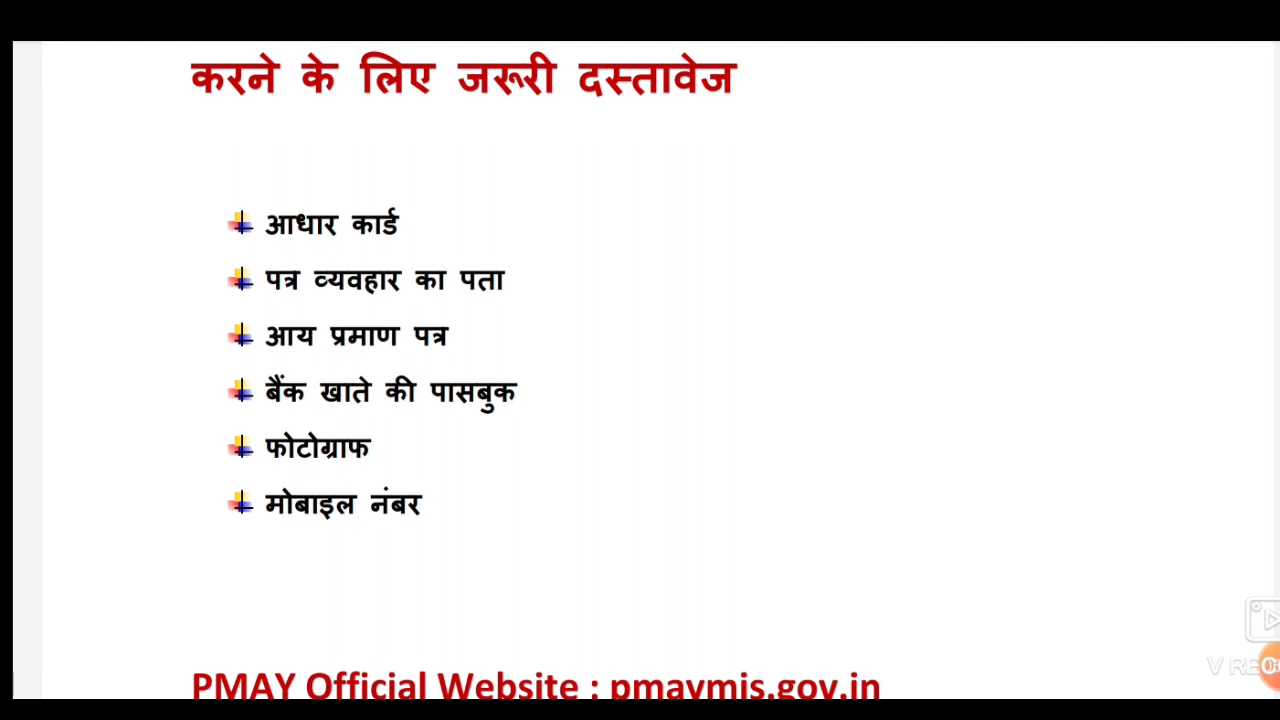 करने के लिए जरूरी दस्तावेज
आधार कार्ड
पत्र व्यवहार का पता
आय प्रमाण पत्र
बैंक खाते की पासबुक
फोटोग्राफ
मोबाइल नंबर
PMAY Official Website : pmaymis.gov.in